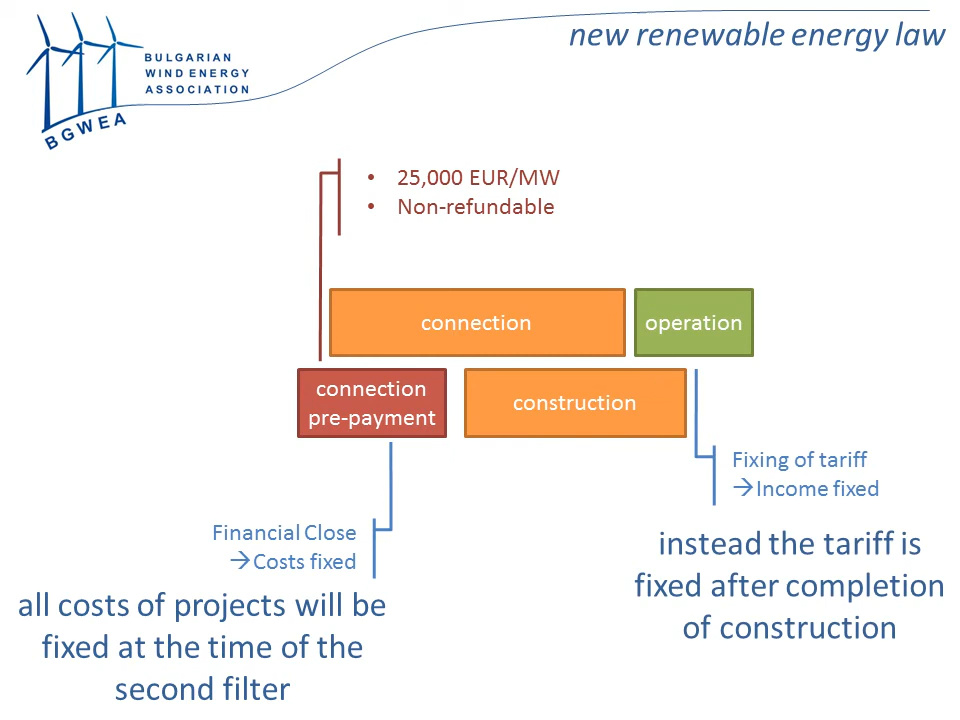 new renewable energy law
BULGARIAN
WIND ENERGY
ASSOCIATION
BGWEA
• 25,000 EUR/MW
• Non-refundable
connection
operation
connection
pre-payment
construction
Fixing of tariff
→Income fixed
Financial Close
→Costs fixed
instead the tariff is
fixed after completion
of construction
all costs of projects will be
fixed at the time of the
second filter